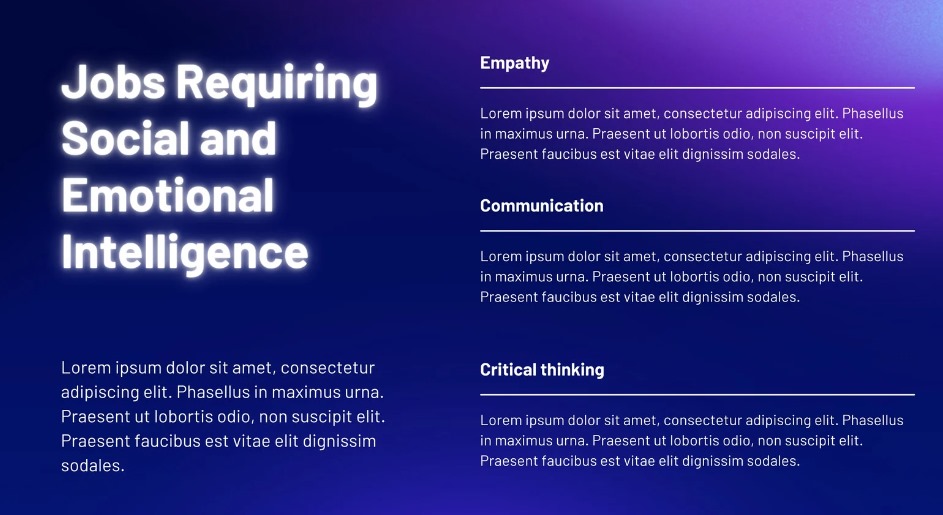 Jobs Requiring
Social and
Emotional
Intelligence
Lorem ipsum dolor sit amet, consectetur
adipiscing elit. Phasellus in maximus urna.
Praesent ut lobortis odio, non suscipit elit.
Praesent faucibus est vitae elit dignissim
sodales.
Empathy
Lorem ipsum dolor sit amet, consectetur adipiscing elit. Phasellus
in maximus urna. Praesent ut lobortis odio, non suscipit elit.
Praesent faucibus est vitae elit dignissim sodales.
Communication
Lorem ipsum dolor sit amet, consectetur adipiscing elit. Phasellus
in maximus urna. Praesent ut lobortis odio, non suscipit elit.
Praesent faucibus est vitae elit dignissim sodales.
Critical thinking
Lorem ipsum dolor sit amet, consectetur adipiscing elit. Phasellus
in maximus urna. Praesent ut lobortis odio, non suscipit elit.
Praesent faucibus est vitae elit dignissim sodales.